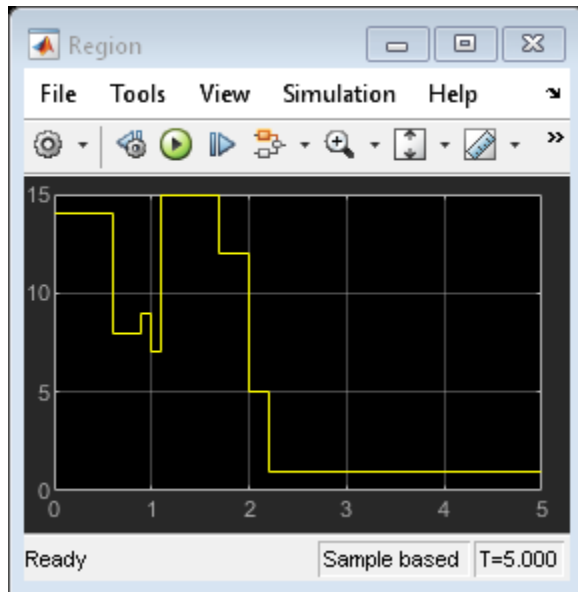 Region
File Tools View Simulation Help
15
10
5
0
0 1 2 3 4 5
Ready Sample based T=5.000